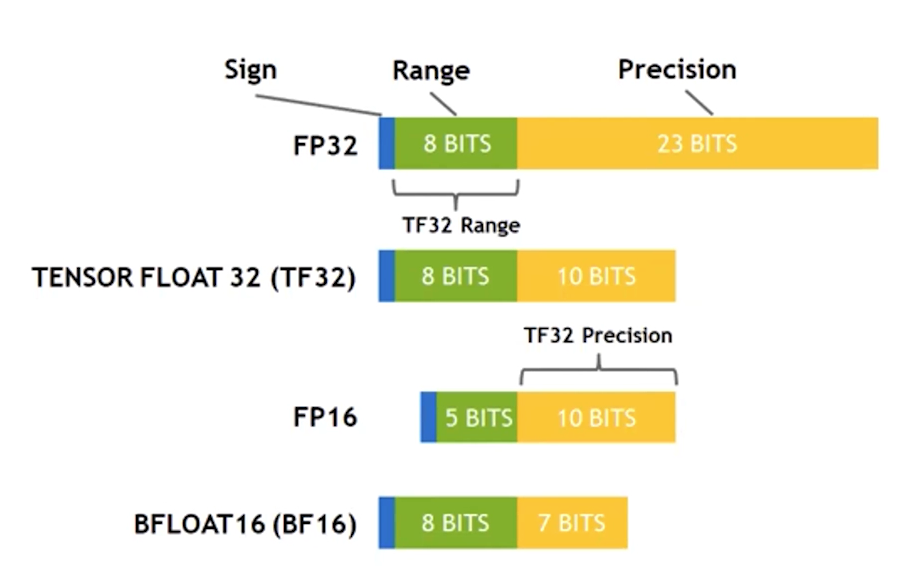 Sign Range Precision
FP32 8 BITS 23 BITS
TF32 Range
TENSOR FLOAT 32 (TF32) 8 BITS 10 BITS
TF32 Precision
FP16 5 BITS 10 BITS
BFLOAT16 (BF16) 8 BITS 7 BITS